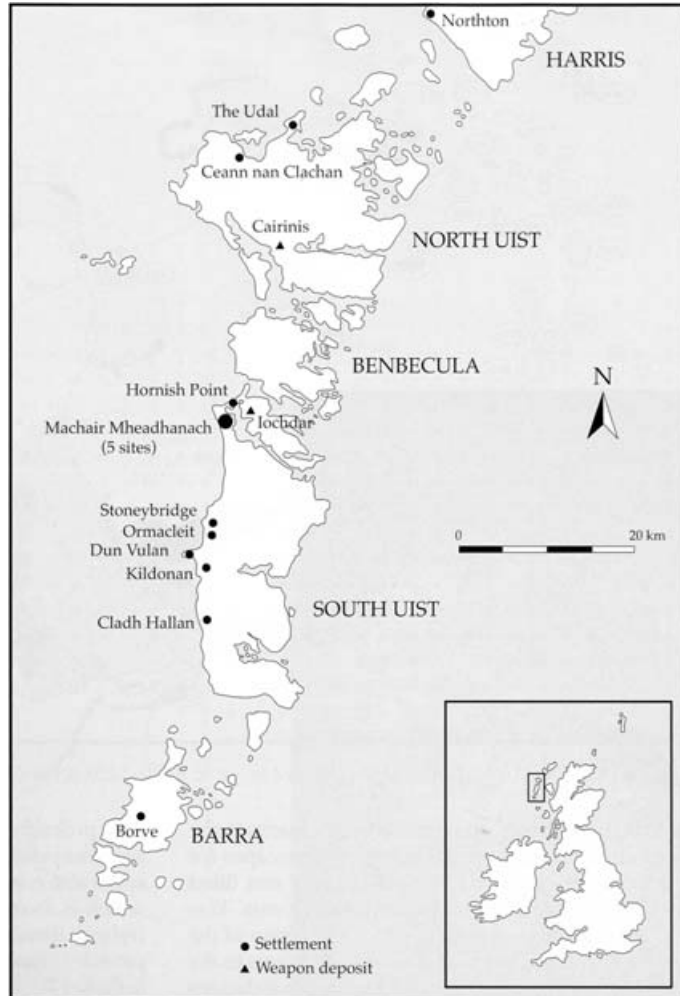 Northton
HARRIS
The Udal
Ceann nan Clachan
Cairinis
NORTH UIST
BENBECULA
Hornish Point
Iochdar
Machair Mheadhanach
(5 sites)
N
Stoneybridge
Ormacleit
0
20 km
Dun Vulan
Kildonan
SOUTH UIST
Cladh Hallan
Borve
BARRA
Settlement
Weapon deposit